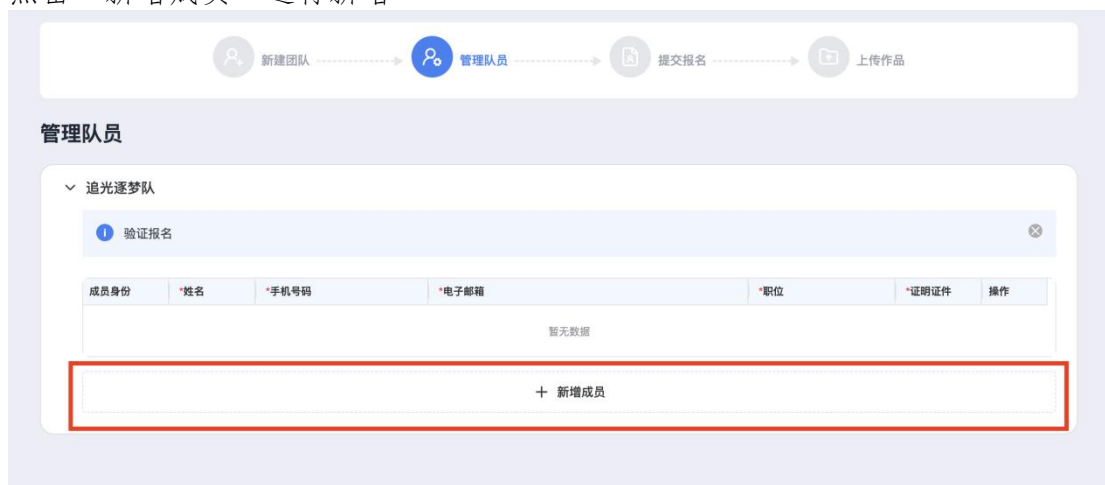 新建团队 管理队员 提交报名 上传作品
管理队员
追光逐梦队
验证报名
成员身份 *姓名 *手机号码 *电子邮箱 *职位 *证明证件 操作
暂无数据
+ 新增成员